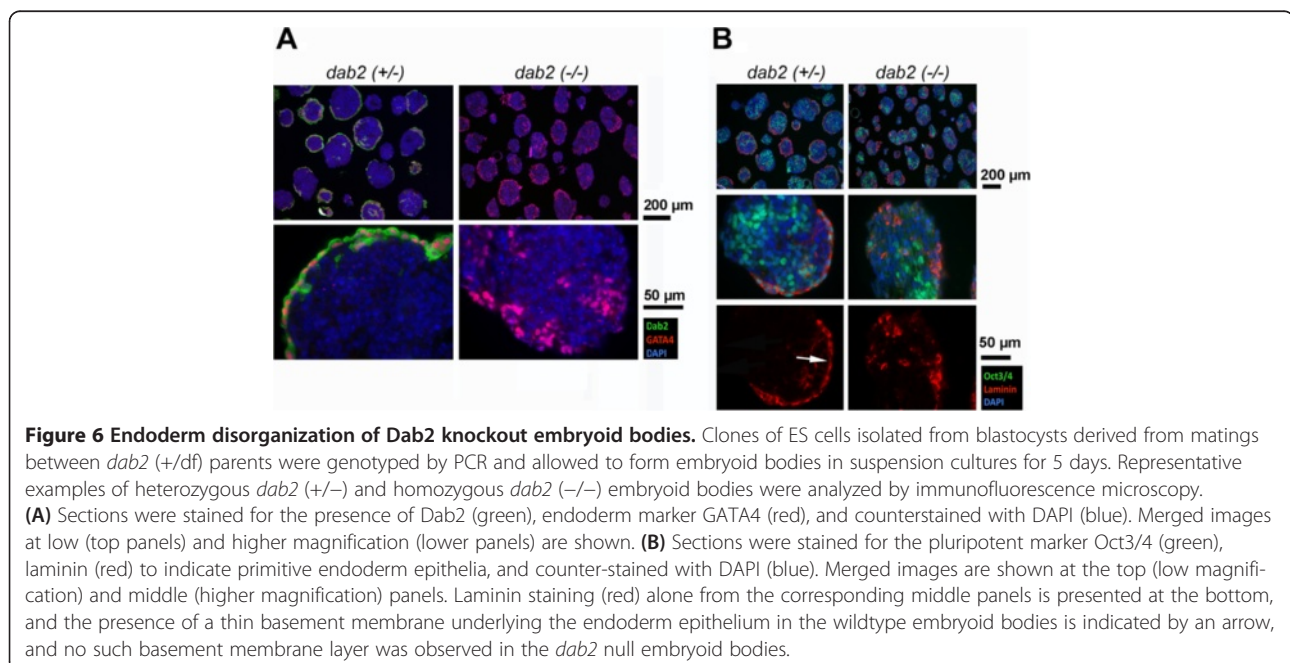 A
B
dab2 (+/-)
dab2 (-/-)
dab2 (+/-)
dab2 (-/-)
200 µm
200 µm
50 µm
Dab2
GATA4
DAPI
50 µm
Oct3/4
Laminin
DAPI
Figure 6 Endoderm disorganization of Dab2 knockout embryoid bodies. Clones of ES cells isolated from blastocysts derived from matings
between dab2 (+/df) parents were genotyped by PCR and allowed to form embryoid bodies in suspension cultures for 5 days. Representative
examples of heterozygous dab2 (+/−) and homozygous dab2 (−/−) embryoid bodies were analyzed by immunofluorescence microscopy.
(A) Sections were stained for the presence of Dab2 (green), endoderm marker GATA4 (red), and counterstained with DAPI (blue). Merged images
at low (top panels) and higher magnification (lower panels) are shown. (B) Sections were stained for the pluripotent marker Oct3/4 (green),
laminin (red) to indicate primitive endoderm epithelia, and counter-stained with DAPI (blue). Merged images are shown at the top (low magnifi-
cation) and middle (higher magnification) panels. Laminin staining (red) alone from the corresponding middle panels is presented at the bottom,
and the presence of a thin basement membrane underlying the endoderm epithelium in the wildtype embryoid bodies is indicated by an arrow,
and no such basement membrane layer was observed in the dab2 null embryoid bodies.